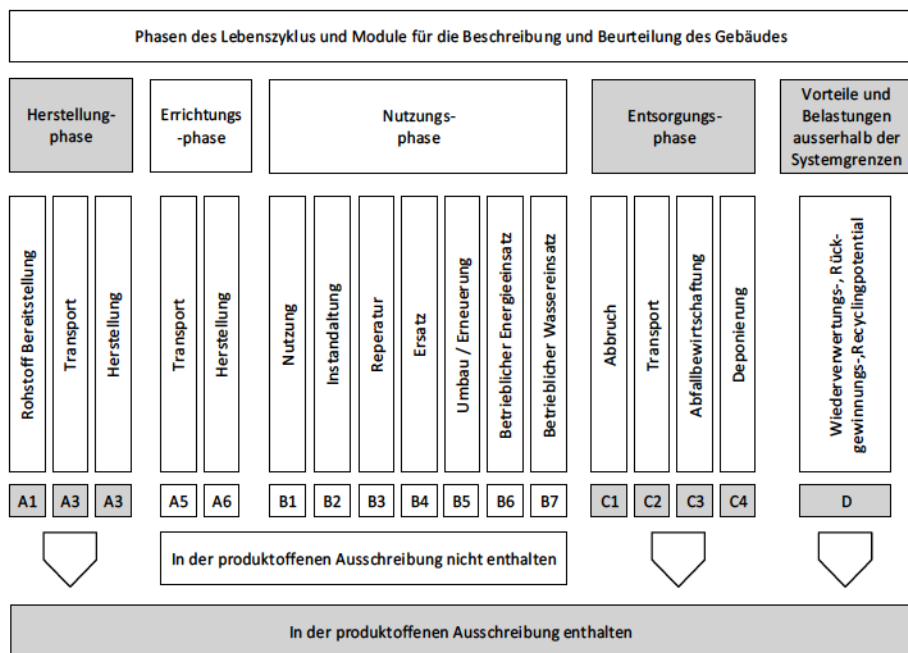 Phasen des Lebenszyklus und Module für die Beschreibung und Beurteilung des Gebäudes
Herstellung-
phase
Errichtungs
-phase
Nutzungs-
phase
Entsorgungs-
phase
Vorteile und
Belastungen
ausserhalb der
Systemgrenzen
Rohstoff Bereitstellung
Transport
Herstellung
Transport
Herstellung
Nutzung
Instandaltung
Reperatur
Ersatz
Umbau / Erneuerung
Betrieblicher Energieeinsatz
Betrieblicher Wassereinsatz
Abbruch
Transport
Abfallbewirtschaftung
Deponierung
Wiederverwertungs-, Rück-
gewinnungs-,Recyclingpotential
A1 A3 A3 A5 A6 B1 B2 B3 B4 B5 B6 B7 C1 C2 C3 C4 D
In der produktoffenen Ausschreibung nicht enthalten
In der produktoffenen Ausschreibung enthalten